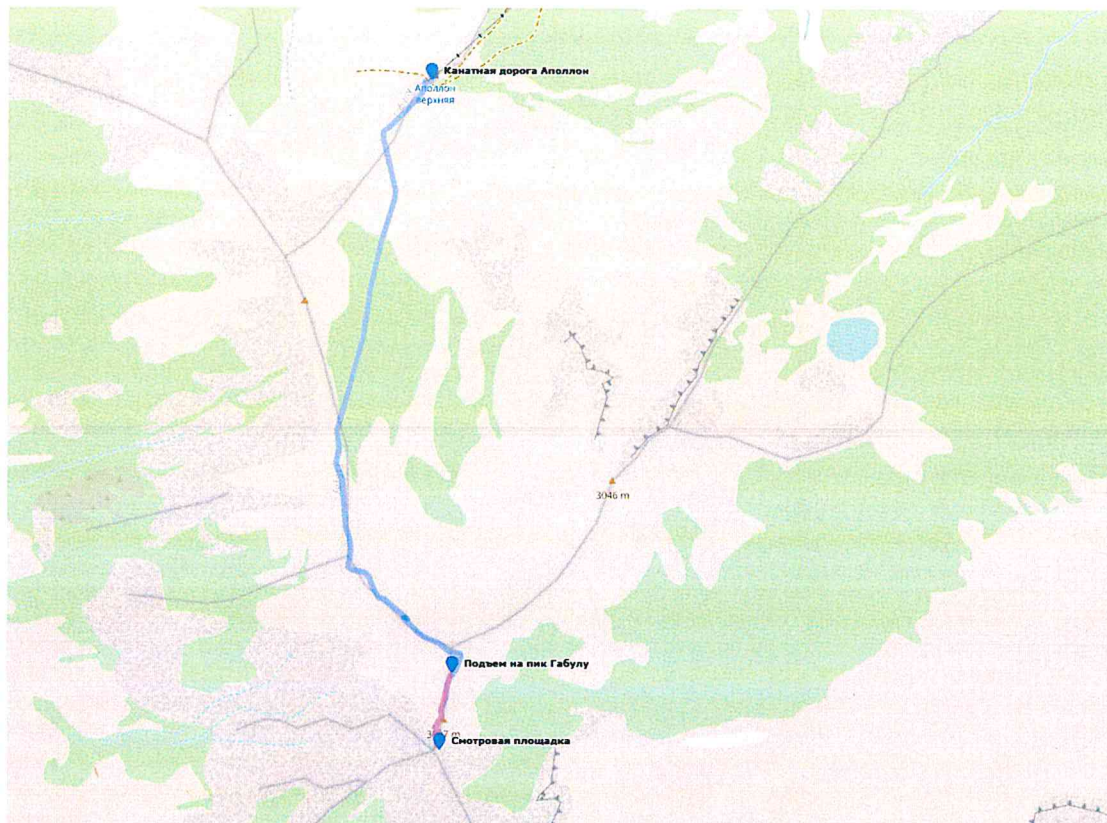 Канатная дорога Аполлон
Аполлон
верхняя
3046 m
Подъем на пик Габулу
Смотровая площадка